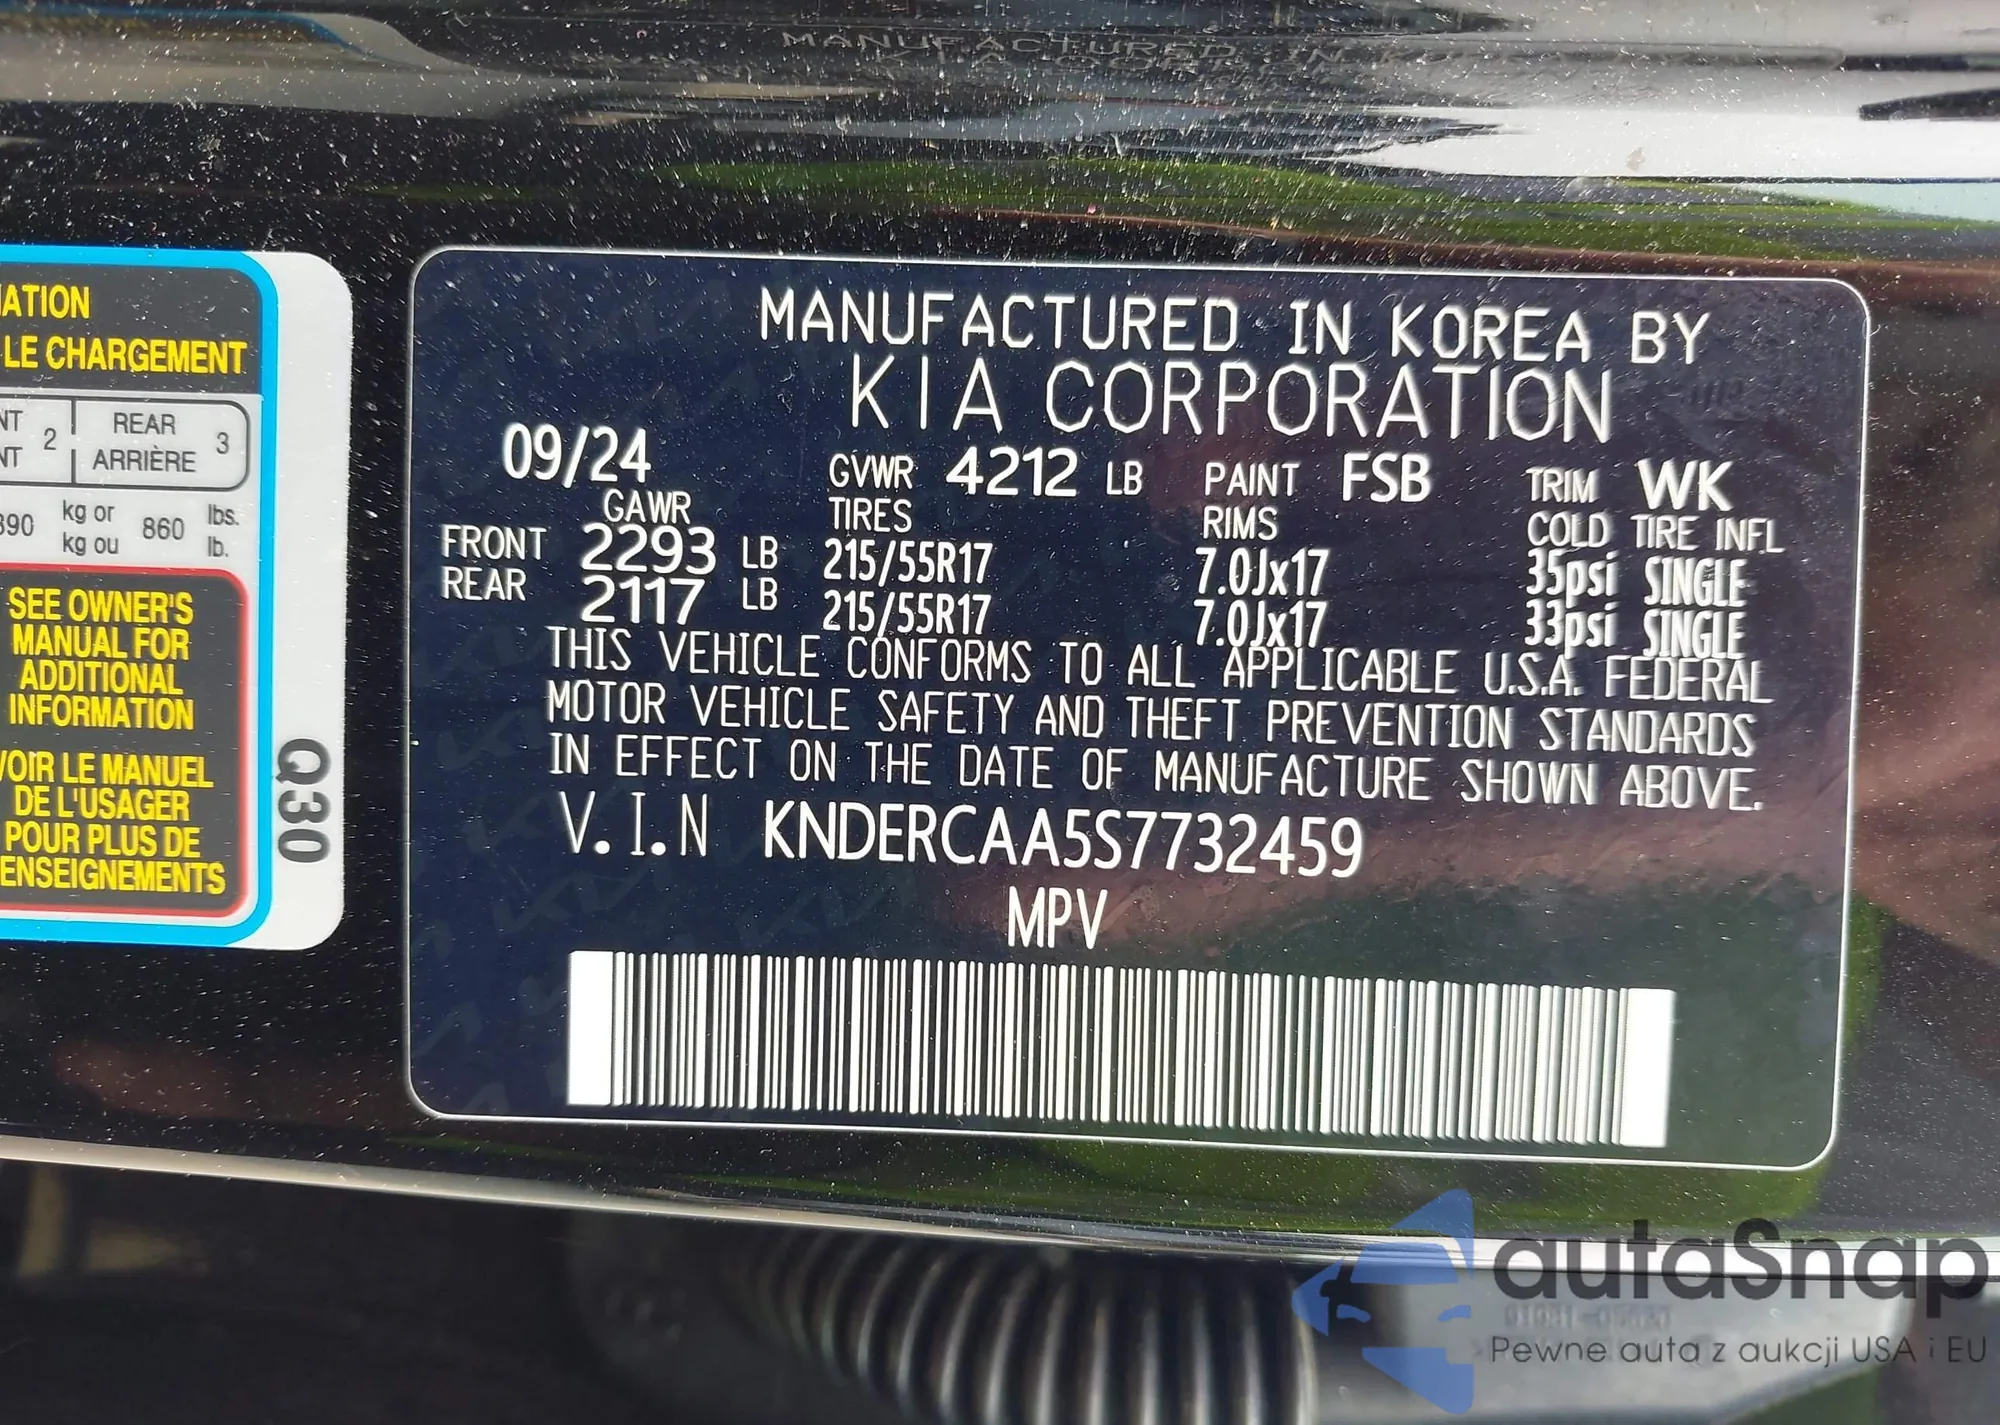 MANUFACTURED IN KOREA BY
KIA CORPORATION
09/24 GVWR 4212 LB PAINT FSB TRIM WK
GAWR TIRES RIMS COLD TIRE INFL
FRONT 2293 LB 215/55R17 7.0Jx17 35psi SINGLE
REAR 2117 LB 215/55R17 7.0Jx17 33psi SINGLE
THIS VEHICLE CONFORMS TO ALL APPLICABLE U.S.A. FEDERAL
MOTOR VEHICLE SAFETY AND THEFT PREVENTION STANDARDS
IN EFFECT ON THE DATE OF MANUFACTURE SHOWN ABOVE.
V.I.N KNDERCAA5S7732459
MPV
LE CHARGEMENT
2 REAR 3
ARRIÈRE
kg or 860 lbs.
kg ou lb.
SEE OWNER'S
MANUAL FOR
ADDITIONAL
INFORMATION
VOIR LE MANUEL
DE L'USAGER
POUR PLUS DE
ENSEIGNEMENTS
Q30
autaSnap
Pewne auta z aukcji USA i EU